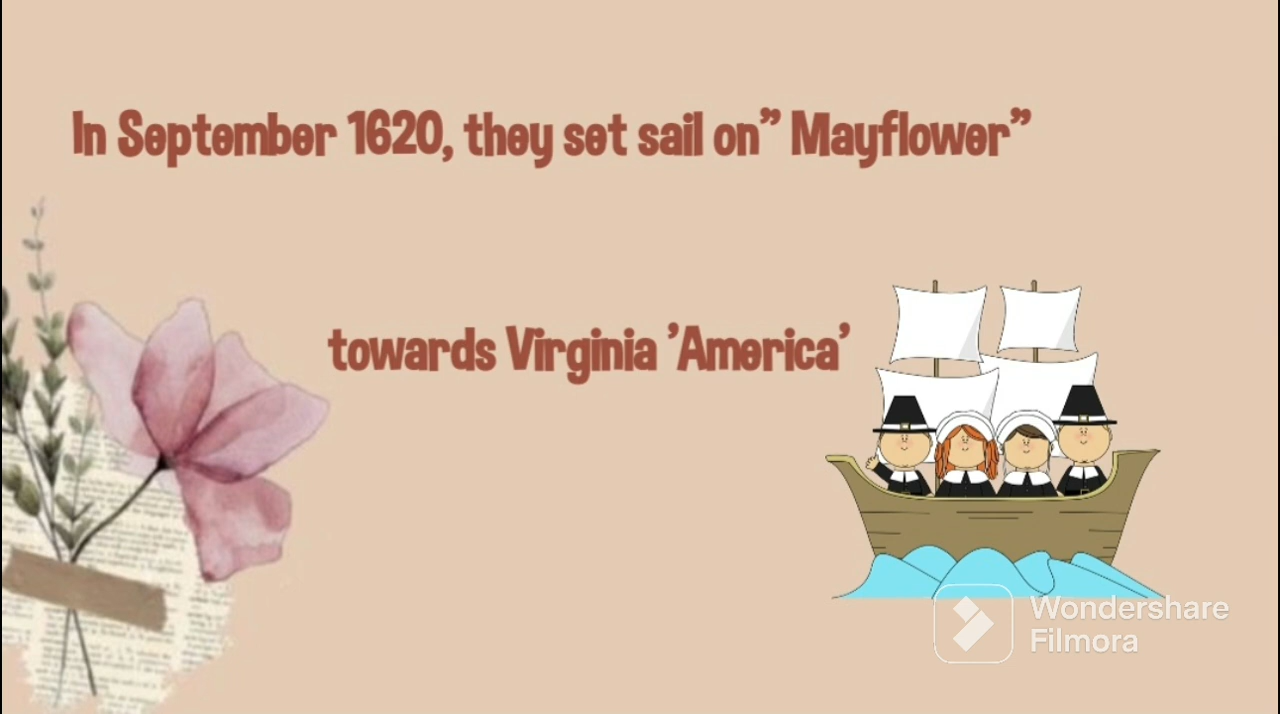 In September 1620, they set sail on” Mayflower”
towards Virginia ’America’
Wondershare
Filmora